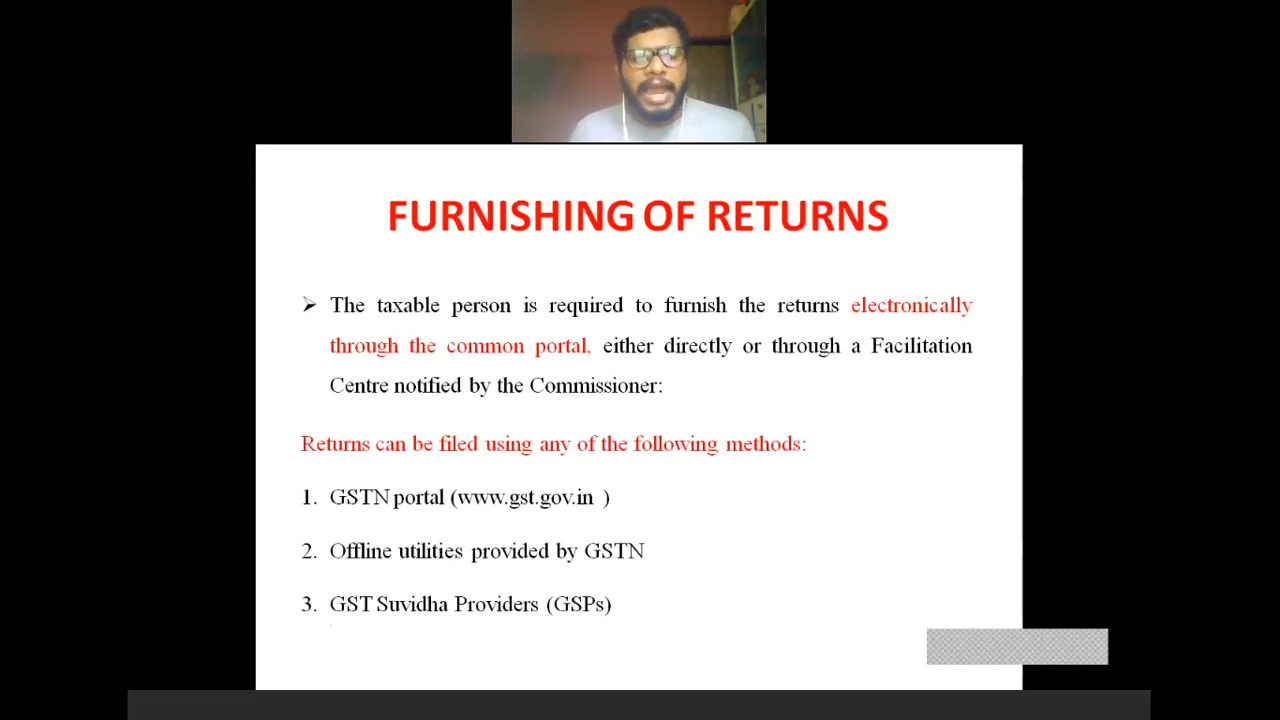 FURNISHING OF RETURNS
The taxable person is required to furnish the returns electronically
through the common portal, either directly or through a Facilitation
Centre notified by the Commissioner:
Returns can be filed using any of the following methods:
1. GSTN portal (www.gst.gov.in )
2. Offline utilities provided by GSTN
3. GST Suvidha Providers (GSPs)